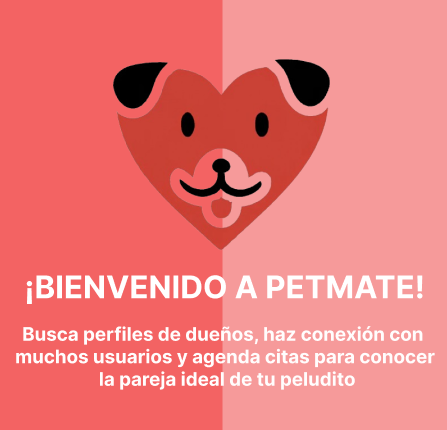 ¡BIENVENIDO A PETMATE!
Busca perfiles de dueños, haz conexión con
muchos usuarios y agenda citas para conocer
la pareja ideal de tu peludito